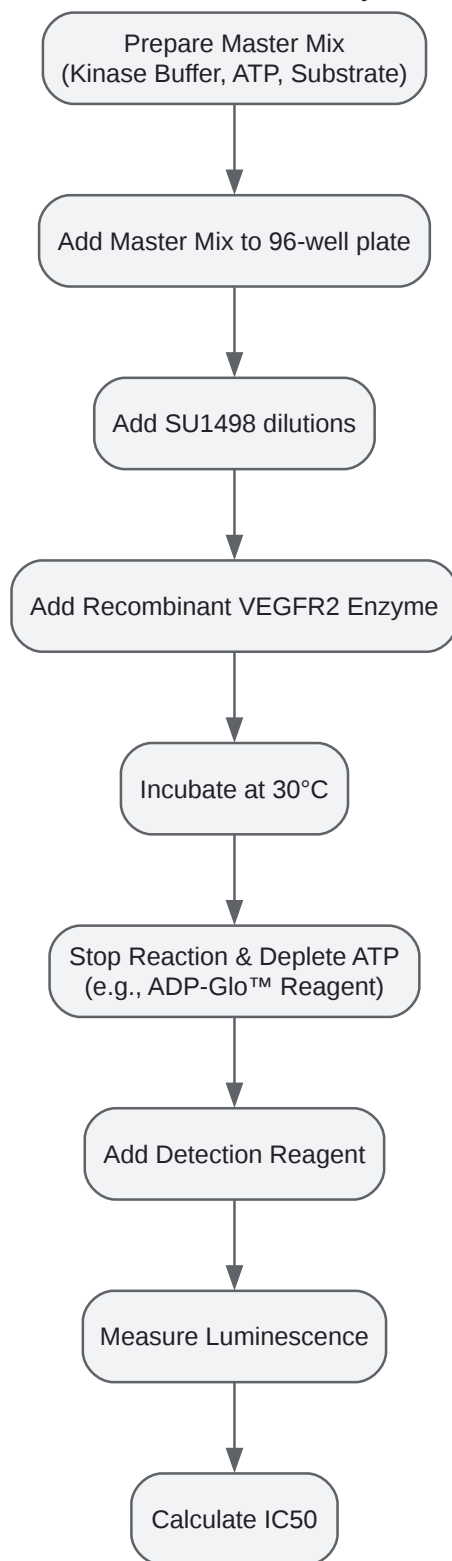 Prepare Master Mix
(Kinase Buffer, ATP, Substrate)
Add Master Mix to 96-well plate
Add SU1498 dilutions
Add Recombinant VEGFR2 Enzyme
Incubate at 30°C
Stop Reaction & Deplete ATP
(e.g., ADP-Glo™ Reagent)
Add Detection Reagent
Measure Luminescence
Calculate IC50